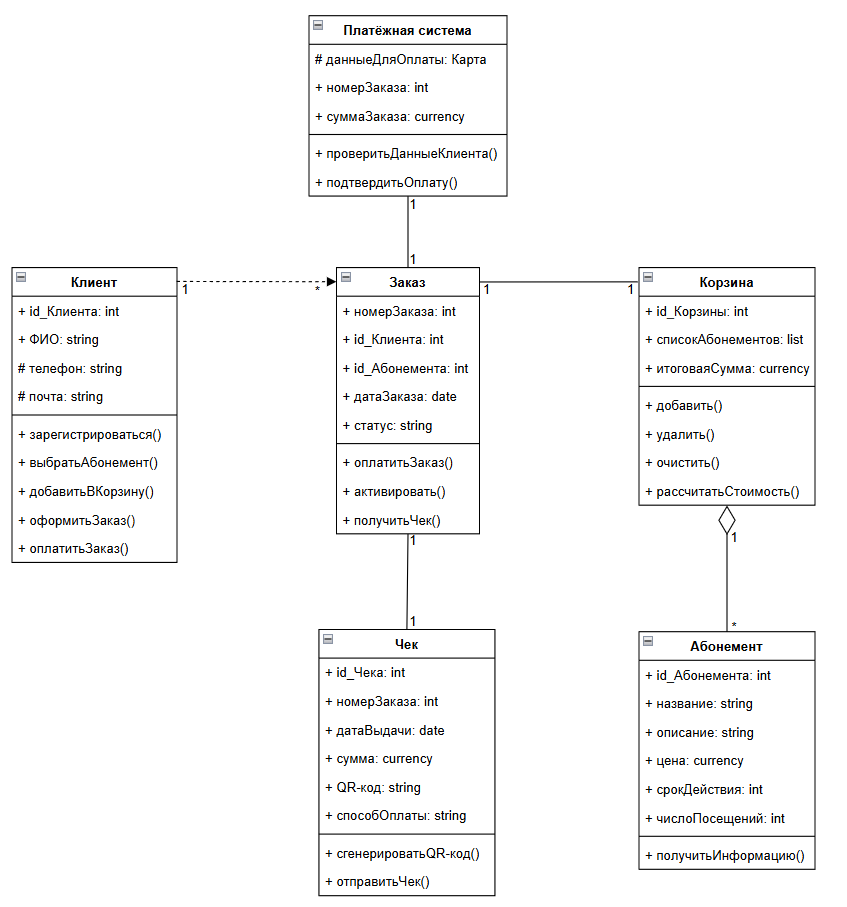 Платёжная система
# данныеДляОплаты: Карта
+ номерЗаказа: int
+ суммаЗаказа: currency
+ проверитьДанныеКлиента()
+ подтвердитьОплату()
1
1
Клиент
+ id_Клиента: int
+ ФИО: string
# телефон: string
# почта: string
+ зарегистрироваться()
+ выбратьАбонемент()
+ добавитьВКорзину()
+ оформитьЗаказ()
+ оплатитьЗаказ()
1
*
Заказ
+ номерЗаказа: int
+ id_Клиента: int
+ id_Абонемента: int
+ датаЗаказа: date
+ статус: string
+ оплатитьЗаказ()
+ активировать()
+ получитьЧек()
1
1
Корзина
+ id_Корзины: int
+ списокАбонементов: list
+ итоговаяСумма: currency
+ добавить()
+ удалить()
+ очистить()
+ рассчитатьСтоимость()
1
1
Чек
+ id_Чека: int
+ номерЗаказа: int
+ датаВыдачи: date
+ сумма: currency
+ QR-код: string
+ способОплаты: string
+ сгенерироватьQR-код()
+ отправитьЧек()
1
*
Абонемент
+ id_Абонемента: int
+ название: string
+ описание: string
+ цена: currency
+ срокДействия: int
+ числоПосещений: int
+ получитьИнформацию()